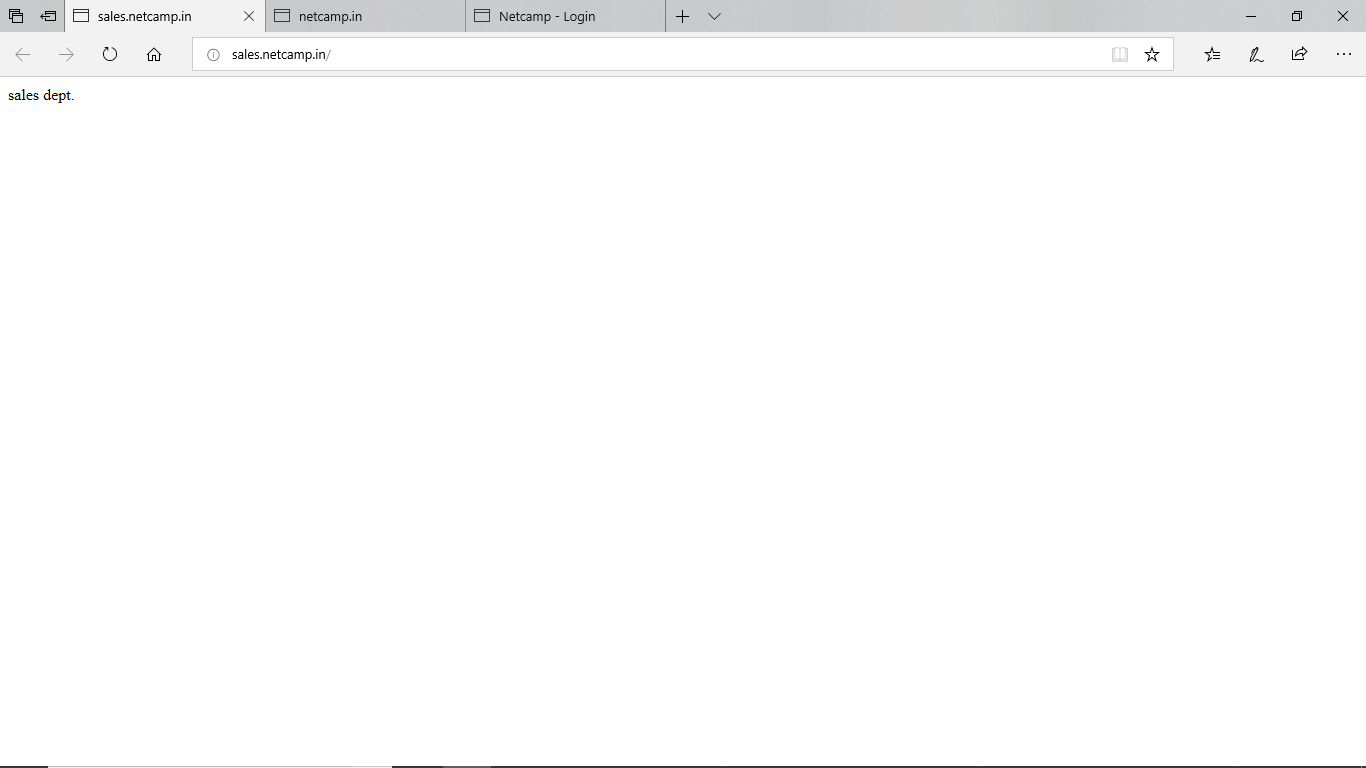 sales.netcamp.in
netcamp.in
Netcamp - Login
sales.netcamp.in/
sales dept.